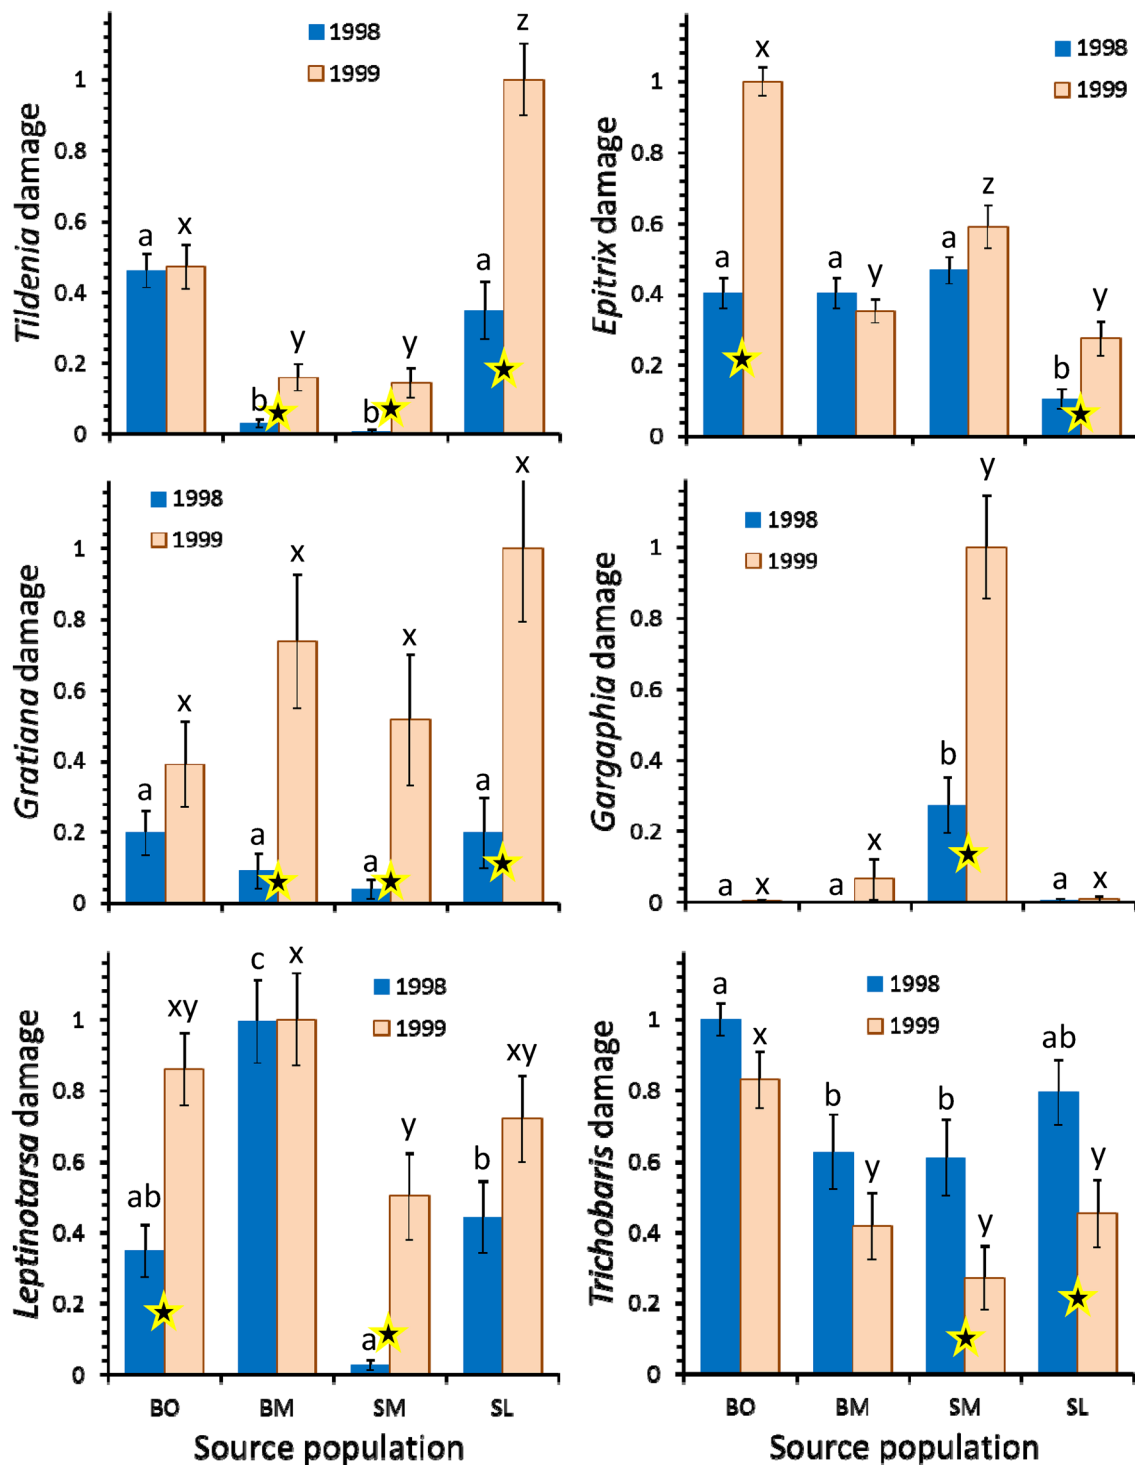 Tildenia damage
1998
1999
1
0.8
0.6
0.4
0.2
0
a x
b y
b y
a z
Epitrix damage
1998
1999
1
0.8
0.6
0.4
0.2
0
a x
a y
a z
b y
Gratiana damage
1998
1999
1
0.8
0.6
0.4
0.2
0
a x
a x
a x
a x
Gargaphia damage
1998
1999
1
0.8
0.6
0.4
0.2
0
a x
a x
b y
a x
Leptinotarsa damage
1998
1999
1
0.8
0.6
0.4
0.2
0
ab xy
c x
a y
b xy
BO BM SM SL
Source population
Trichobaris damage
1998
1999
1
0.8
0.6
0.4
0.2
0
a x
b y
b y
ab y
BO BM SM SL
Source population